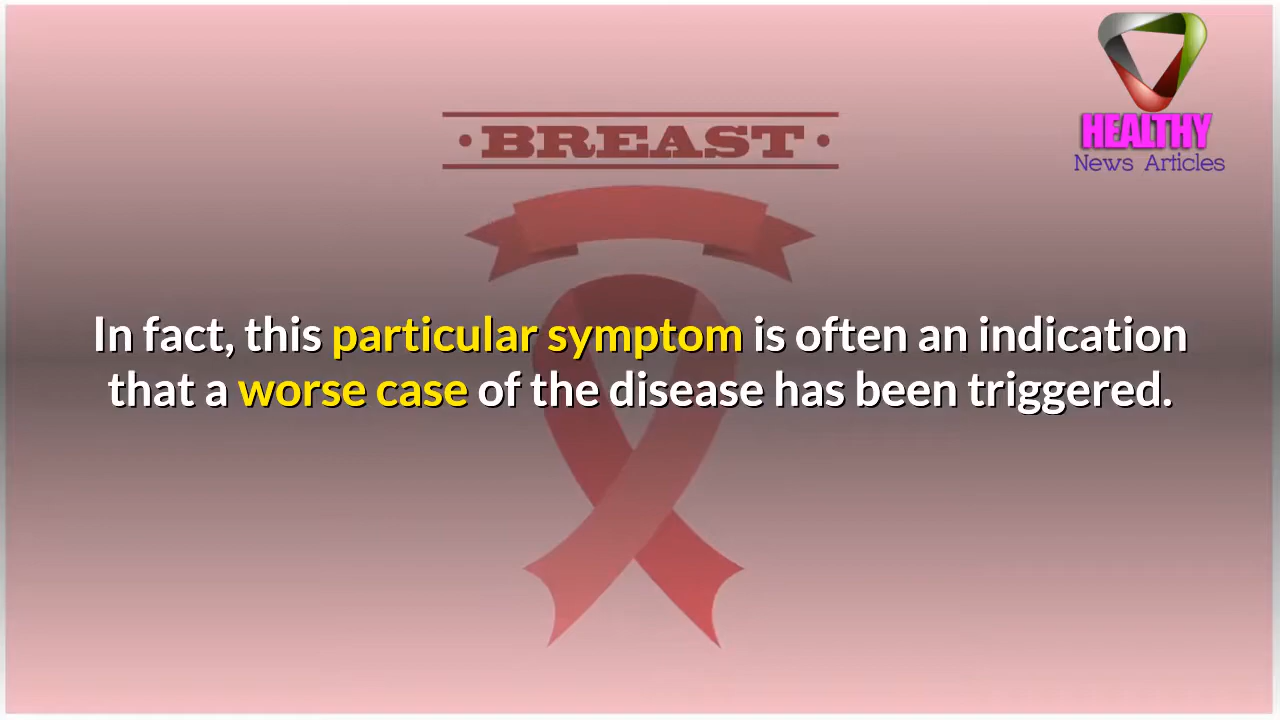 HEALTHY
News Articles
• BREAST •
In fact, this particular symptom is often an indication
that a worse case of the disease has been triggered.